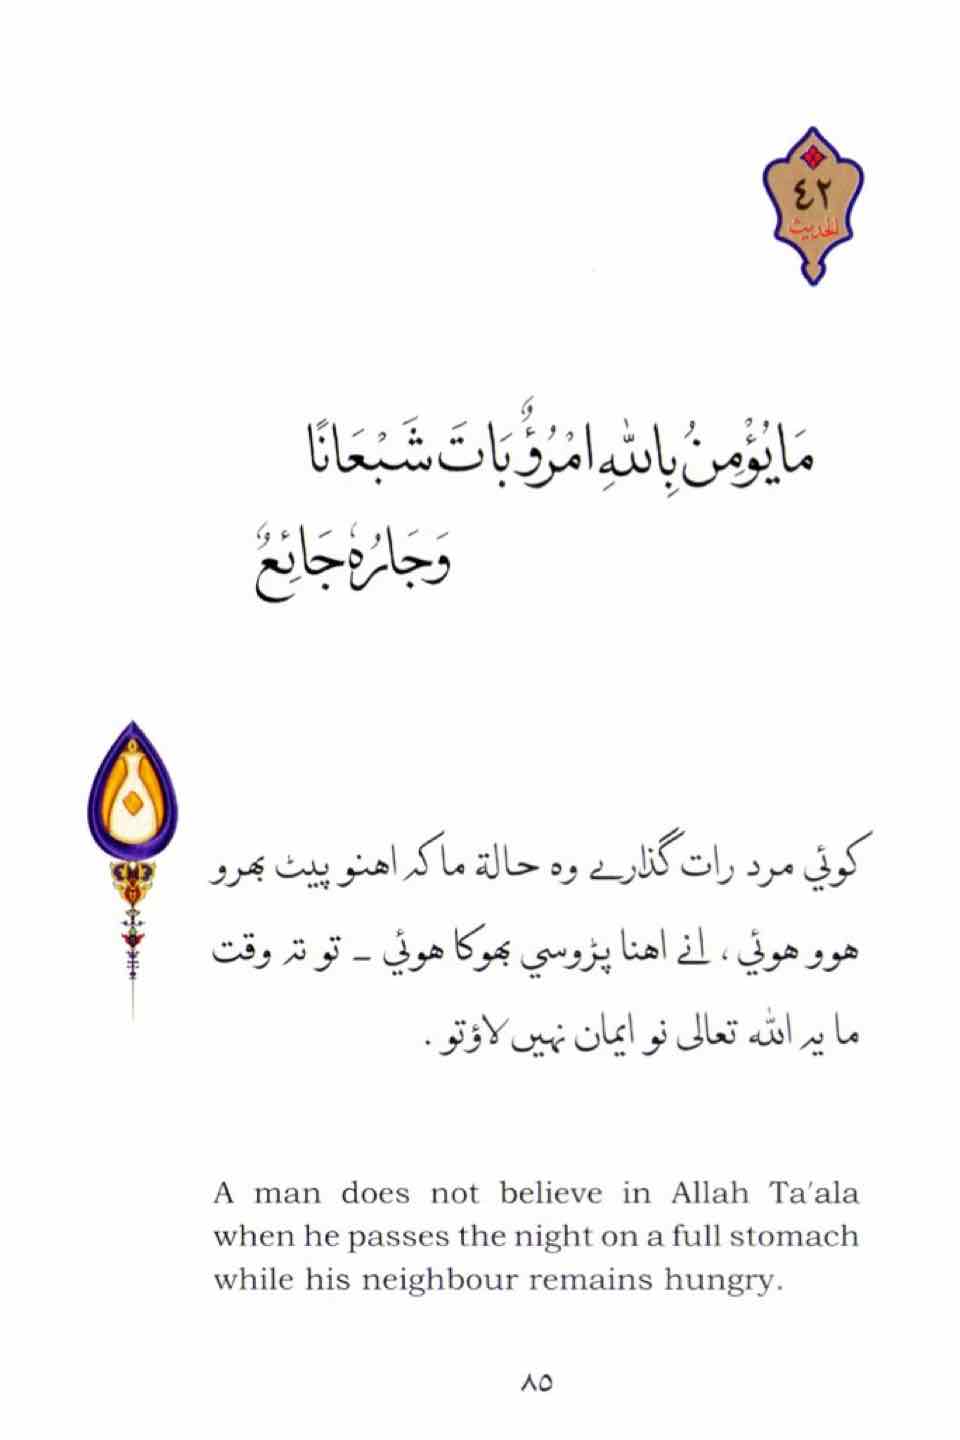 ٤٢
الحديث
مَا يُؤْمِنُ بِاللهِ امْرُؤٌ بَاتَ شَبْعَانًا
وَجَارُهٗ جَائِعٌ
كوئي مرد رات گذارے وه حالة ما كہ اهنو پيٹ بهرو
هوو هوئي ، انے اهنا پڑوسي بهوكا هوئي ـ تو تہ وقت
ما يہ الله تعالى نو ايمان نهيں لاؤتو .
A man does not believe in Allah Ta'ala
when he passes the night on a full stomach
while his neighbour remains hungry.
٨٥